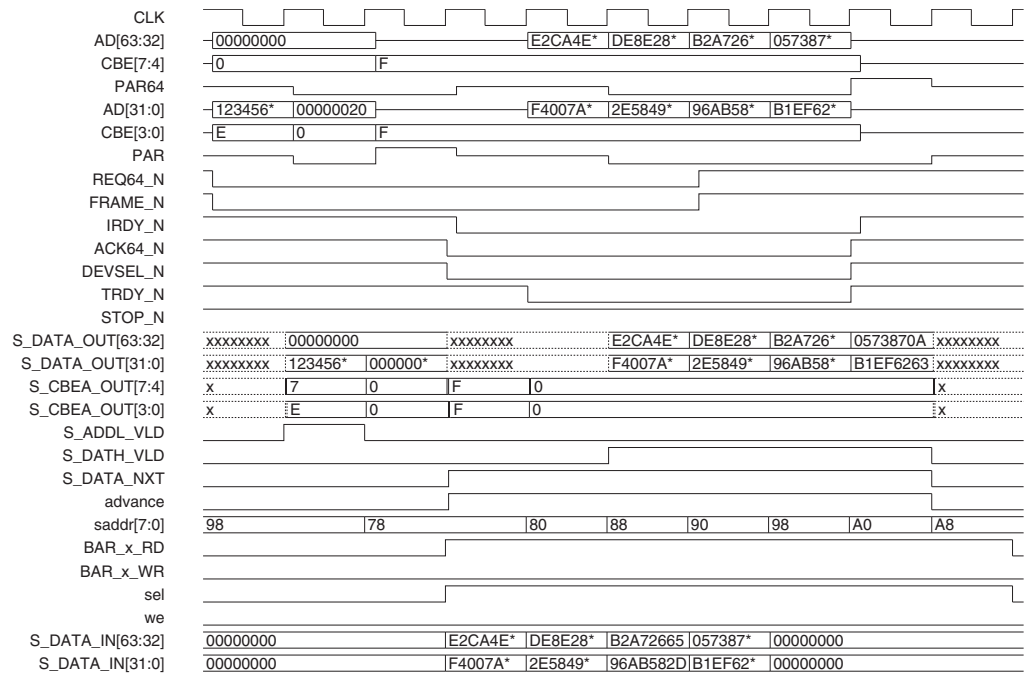 CLK
AD[63:32] 00000000 E2CA4E* DE8E28* B2A726* 057387*
CBE[7:4] 0 F
PAR64
AD[31:0] 123456* 00000020 F4007A* 2E5849* 96AB58* B1EF62*
CBE[3:0] E 0 F
PAR
REQ64_N
FRAME_N
IRDY_N
ACK64_N
DEVSEL_N
TRDY_N
STOP_N
S_DATA_OUT[63:32] xxxxxxxx 00000000 xxxxxxxx E2CA4E* DE8E28* B2A726* 0573870A xxxxxxxx
S_DATA_OUT[31:0] xxxxxxxx 123456* 000000* xxxxxxxx F4007A* 2E5849* 96AB58* B1EF6263 xxxxxxxx
S_CBEA_OUT[7:4] x 7 0 F 0 x
S_CBEA_OUT[3:0] x E 0 F 0 x
S_ADDL_VLD
S_DATH_VLD
S_DATA_NXT
advance
saddr[7:0] 98 78 80 88 90 98 A0 A8
BAR_x_RD
BAR_x_WR
sel
we
S_DATA_IN[63:32] 00000000 E2CA4E* DE8E28* B2A72665 057387* 00000000
S_DATA_IN[31:0] 00000000 F4007A* 2E5849* 96AB582D B1EF62* 00000000